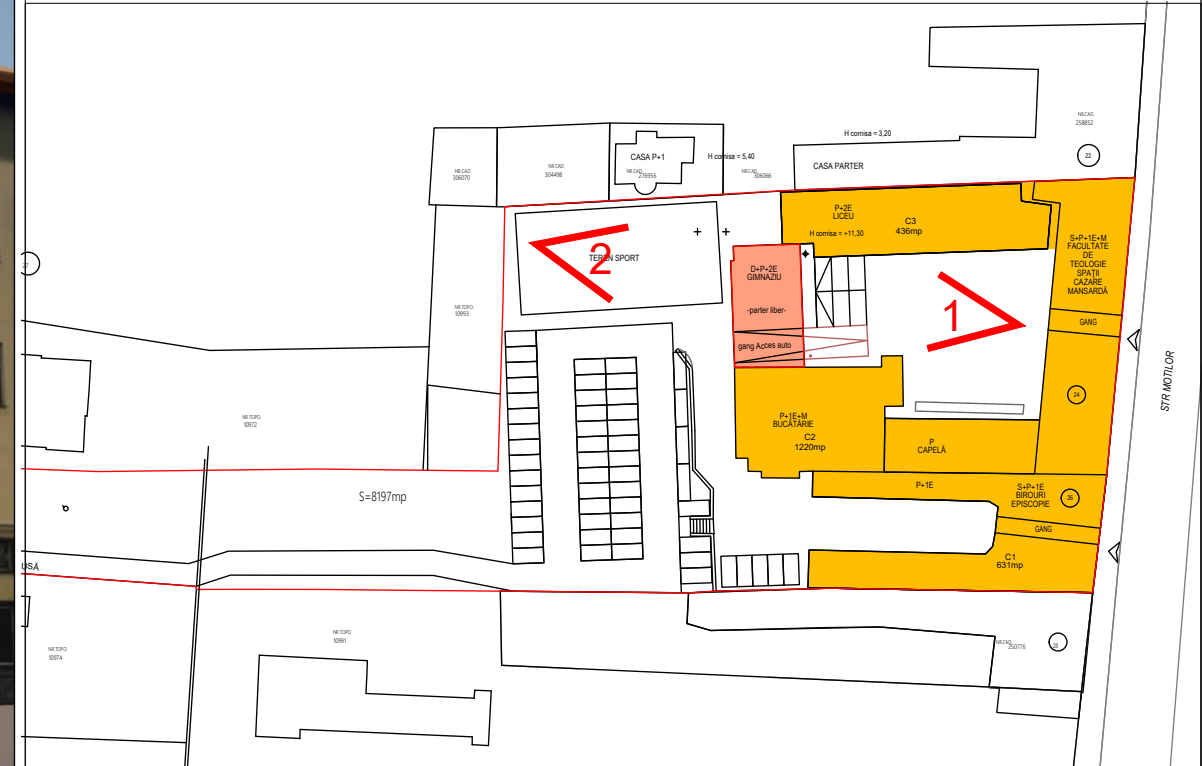 NR.CAD.
258852
22
H cornisa = 3,20
CASA PARTER
CASA P+1
H cornisa = 5,40
NR.CAD.
306070
NR.CAD.
304498
NR.CAD.
276956
NR.CAD.
306066
P+2E
LICEU
C3
436mp
H cornisa = +11,30
S+P+1E+M
FACULTATE
DE
TEOLOGIE
SPAȚII
CAZARE
MANSARDĂ
GANG
2
TEREN SPORT
D+P+2E
GIMNAZIU
-parter liber-
gang Acces auto
1
NR.TOPO.
10993
STR MOTILOR
24
NR.TOPO.
10972
P+1E+M
BUCĂTĂRIE
C2
1220mp
P
CAPELĂ
P+1E
S+P+1E
BIROURI
EPISCOPIE
26
GANG
C1
631mp
S=8197mp
USĂ
NR.TOPO.
10974
NR.TOPO
10991
NR.CAD.
250776
28